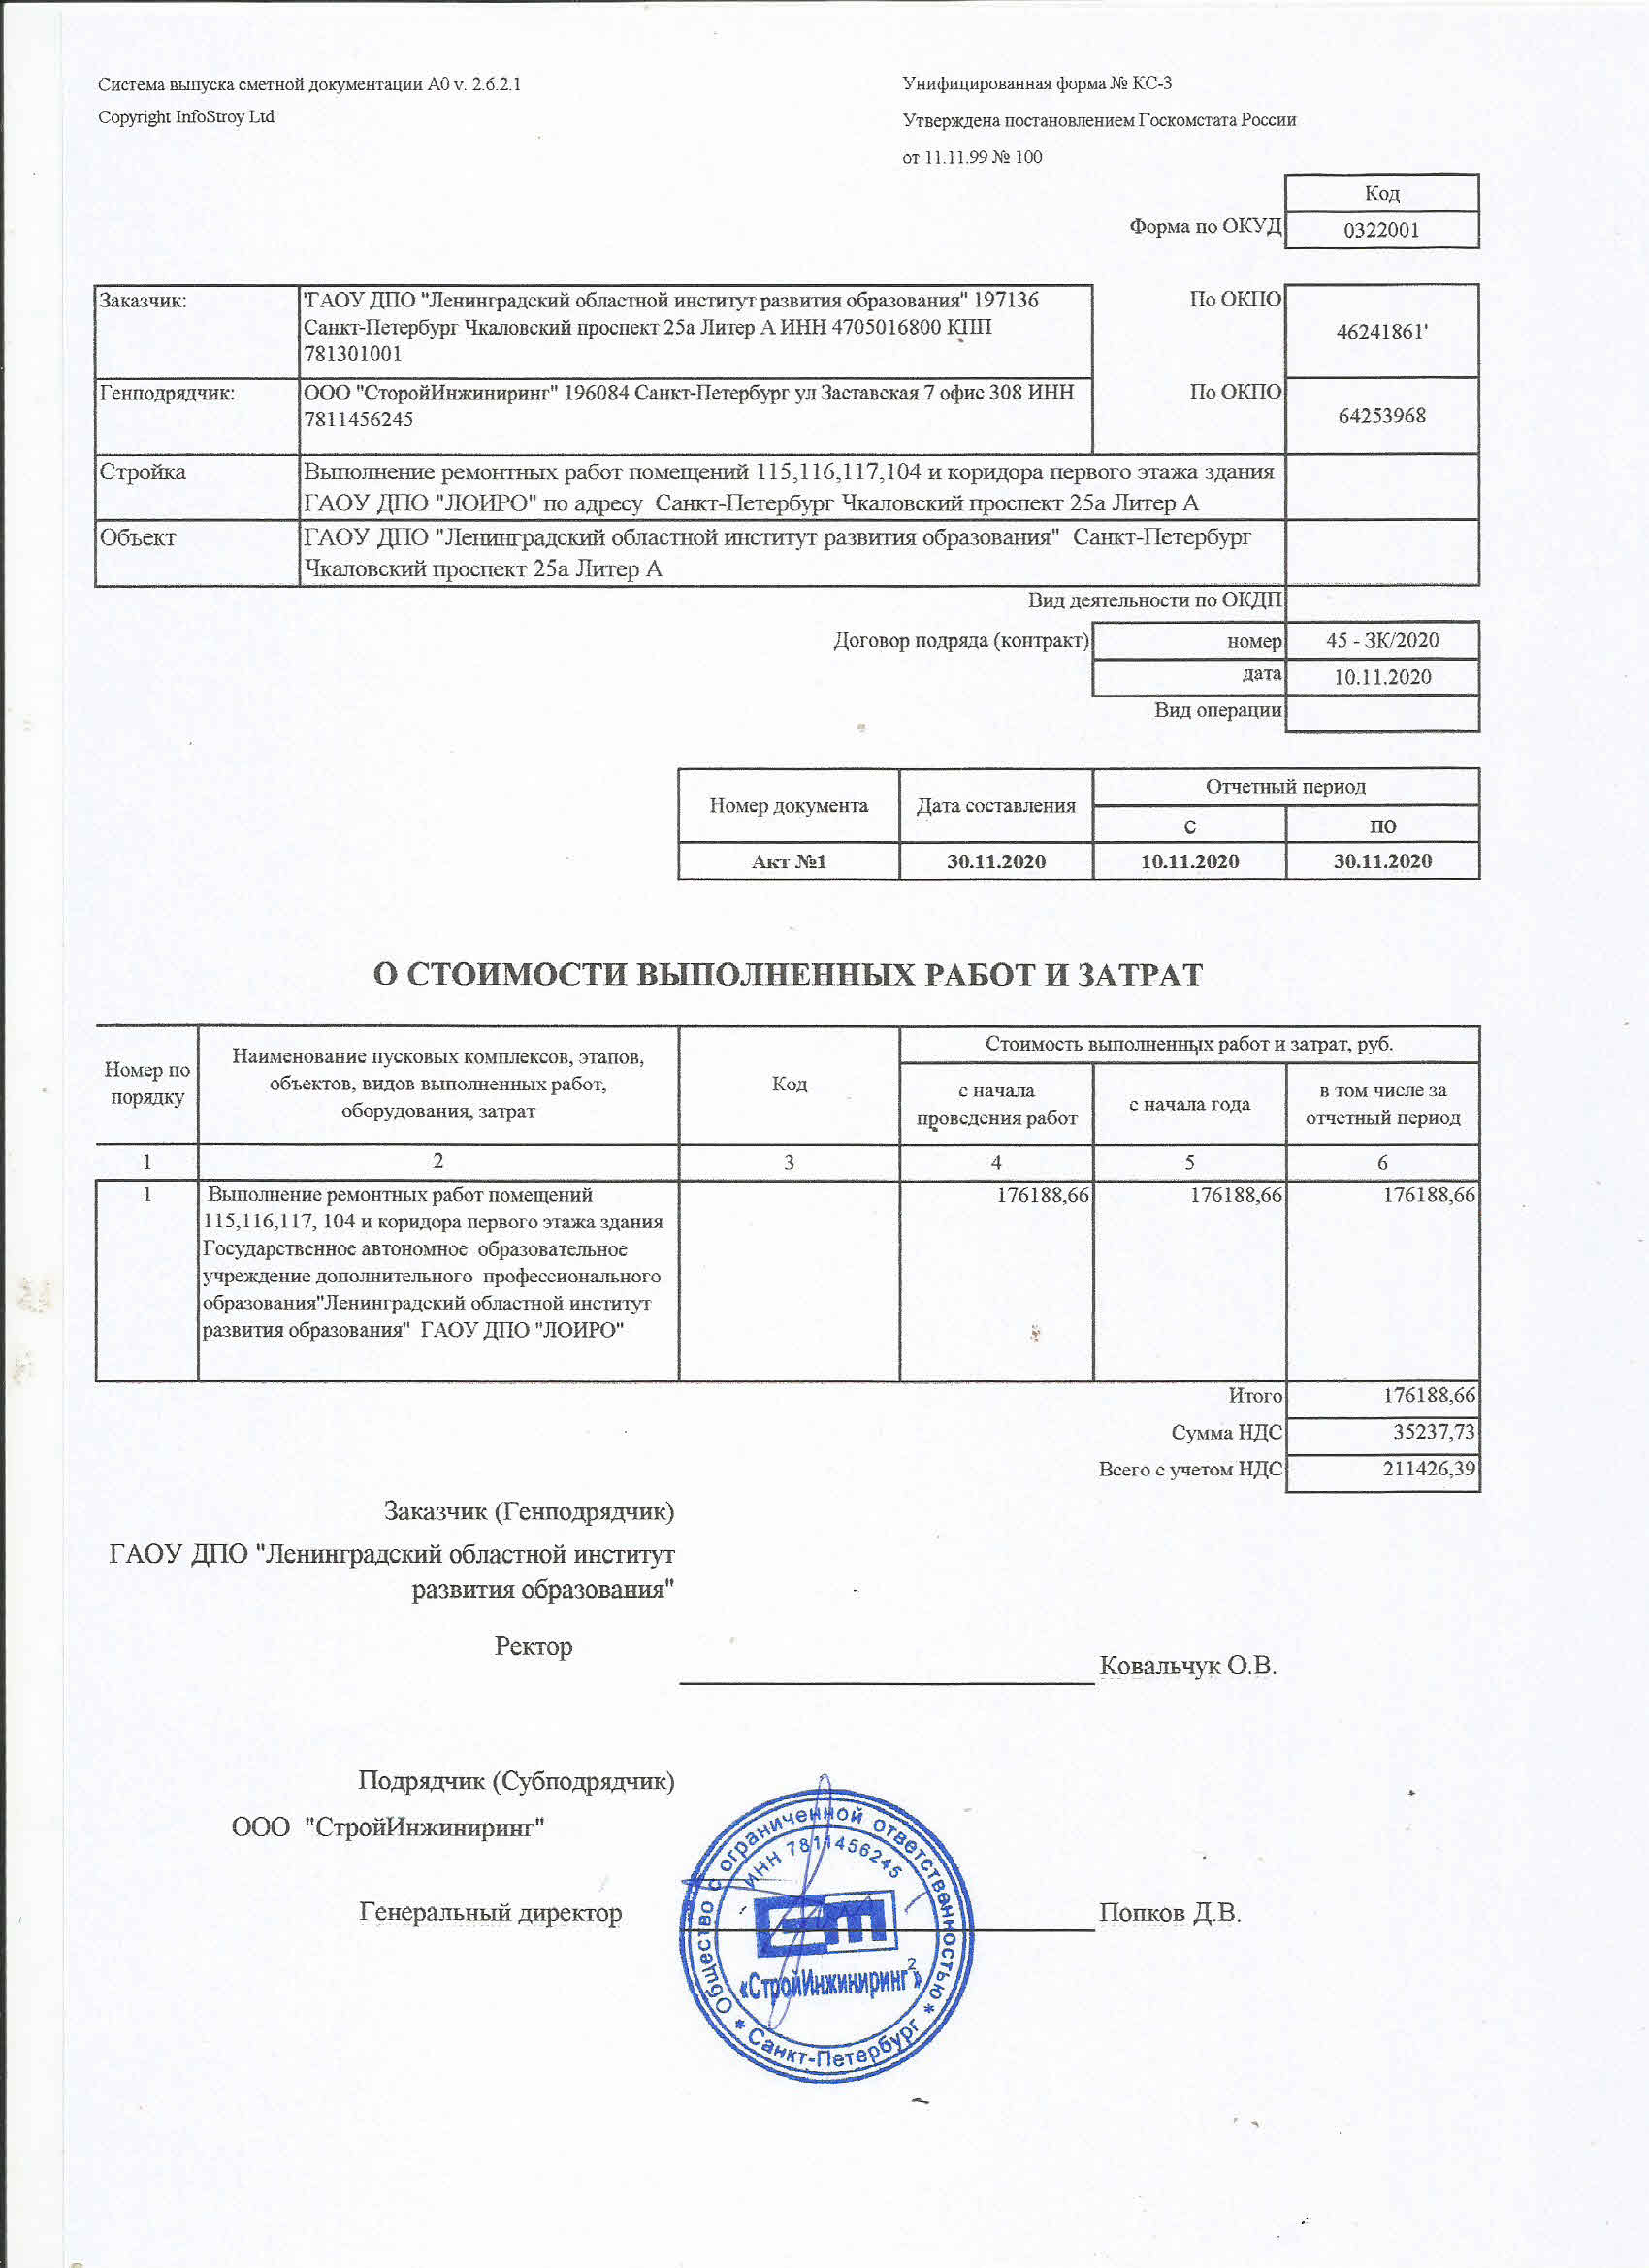 Система выпуска сметной документации А0 v. 2.6.2.1
Copyright InfoStroy Ltd
Унифицированная форма № КС-3
Утверждена постановлением Госкомстата России
от 11.11.99 № 100
Код
Форма по ОКУД 0322001
Заказчик: 'ГАОУ ДПО "Ленинградский областной институт развития образования" 197136
Санкт-Петербург Чкаловский проспект 25а Литер А ИНН 4705016800 КПП
781301001
По ОКПО 46241861'
Генподрядчик: ООО "СторойИнжиниринг" 196084 Санкт-Петербург ул Заставская 7 офис 308 ИНН
7811456245
По ОКПО 64253968
Стройка Выполнение ремонтных работ помещений 115,116,117,104 и коридора первого этажа здания
ГАОУ ДПО "ЛОИРО" по адресу Санкт-Петербург Чкаловский проспект 25а Литер А
Объект ГАОУ ДПО "Ленинградский областной институт развития образования" Санкт-Петербург
Чкаловский проспект 25а Литер А
Вид деятельности по ОКДП
Договор подряда (контракт) номер 45 - ЗК/2020
дата 10.11.2020
Вид операции
Номер документа Дата составления Отчетный период
С ПО
Акт №1 30.11.2020 10.11.2020 30.11.2020
О СТОИМОСТИ ВЫПОЛНЕННЫХ РАБОТ И ЗАТРАТ
Номер по
порядку
Наименование пусковых комплексов, этапов,
объектов, видов выполненных работ,
оборудования, затрат
Код
Стоимость выполненных работ и затрат, руб.
с начала
проведения работ
с начала года
в том числе за
отчетный период
1 2 3 4 5 6
1 Выполнение ремонтных работ помещений 176188,66 176188,66 176188,66
115,116,117, 104 и коридора первого этажа здания
Государственное автономное образовательное
учреждение дополнительного профессионального
образования"Ленинградский областной институт
развития образования" ГАОУ ДПО "ЛОИРО"
Итого 176188,66
Сумма НДС 35237,73
Всего с учетом НДС 211426,39
Заказчик (Генподрядчик)
ГАОУ ДПО "Ленинградский областной институт
развития образования"
Ректор Ковальчук О.В.
Подрядчик (Субподрядчик)
ООО "СтройИнжиниринг"
Генеральный директор Попков Д.В.
Общество с ограниченной ответственностью
ИНН 7811456245
«СтройИнжиниринг²»
* Санкт-Петербург *